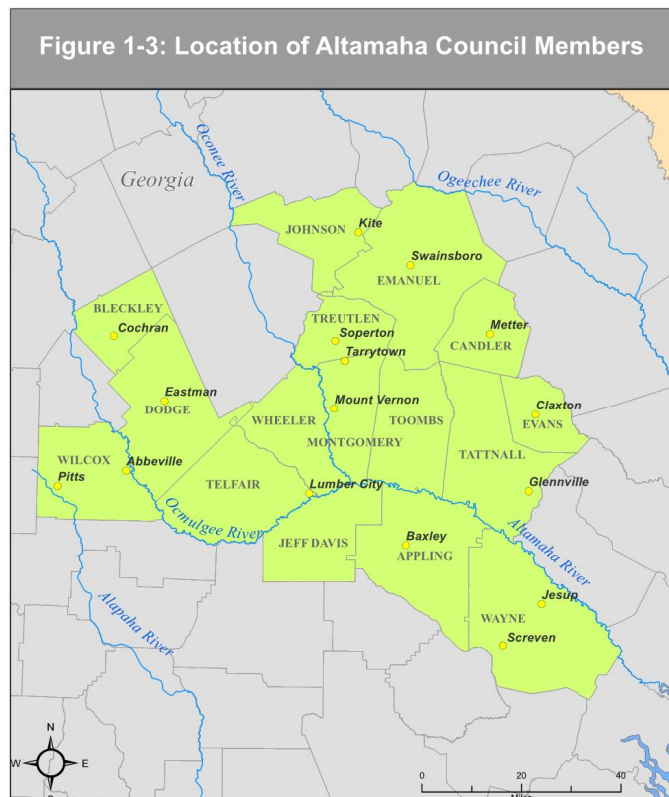 Figure 1-3: Location of Altamaha Council Members
Oconee River
Georgia
Ogeechee River
JOHNSON
Kite
Swainsboro
EMANUEL
BLECKLEY
Cochran
TREUTLEN
Soperton
Metter
CANDLER
Tarrytown
Eastman
DODGE
WHEELER
Mount Vernon
MONTGOMERY
TOOMBS
Claxton
EVANS
TATTNALL
WILCOX
Pitts
Abbeville
TELFAIR
Lumber City
Glennville
Ocmulgee River
JEFF DAVIS
Baxley
APPLING
Altamaha River
Alapaha River
Jesup
WAYNE
Screven
N
W
E
0
20
40